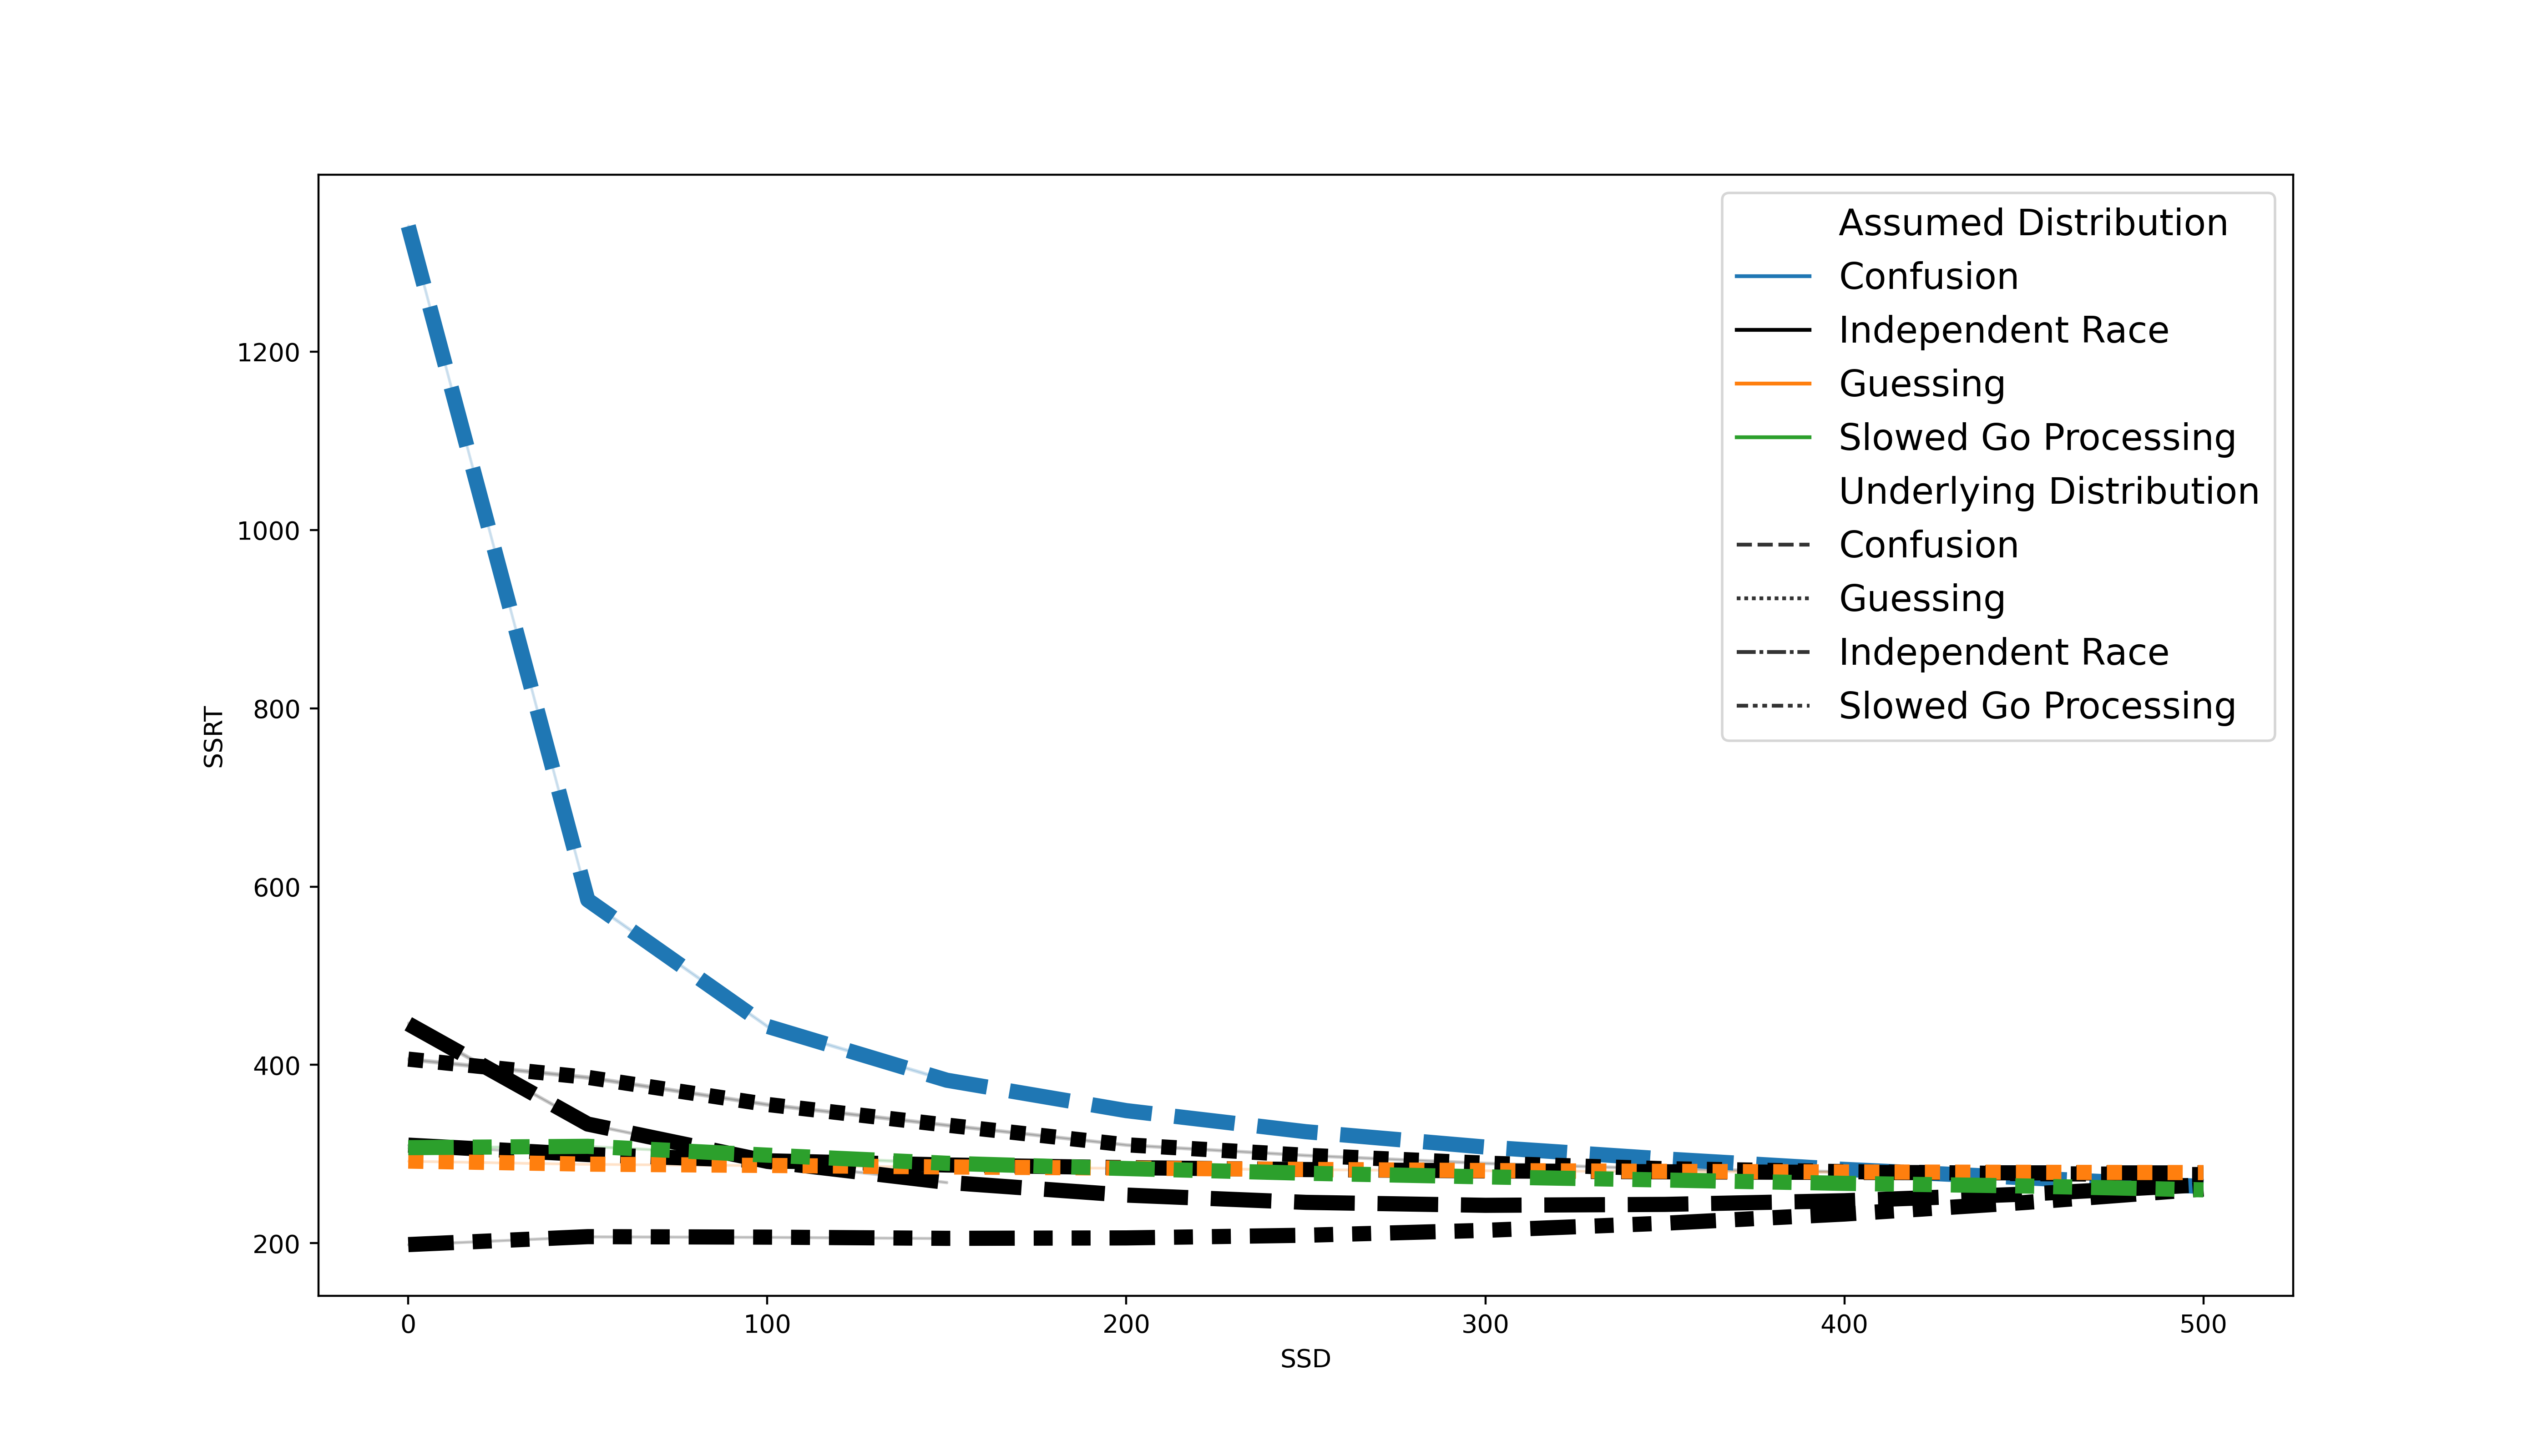 Assumed Distribution
Confusion
Independent Race
Guessing
Slowed Go Processing
Underlying Distribution
Confusion
Guessing
Independent Race
Slowed Go Processing
1200
1000
800
600
400
200
SSRT
0 100 200 300 400 500
SSD